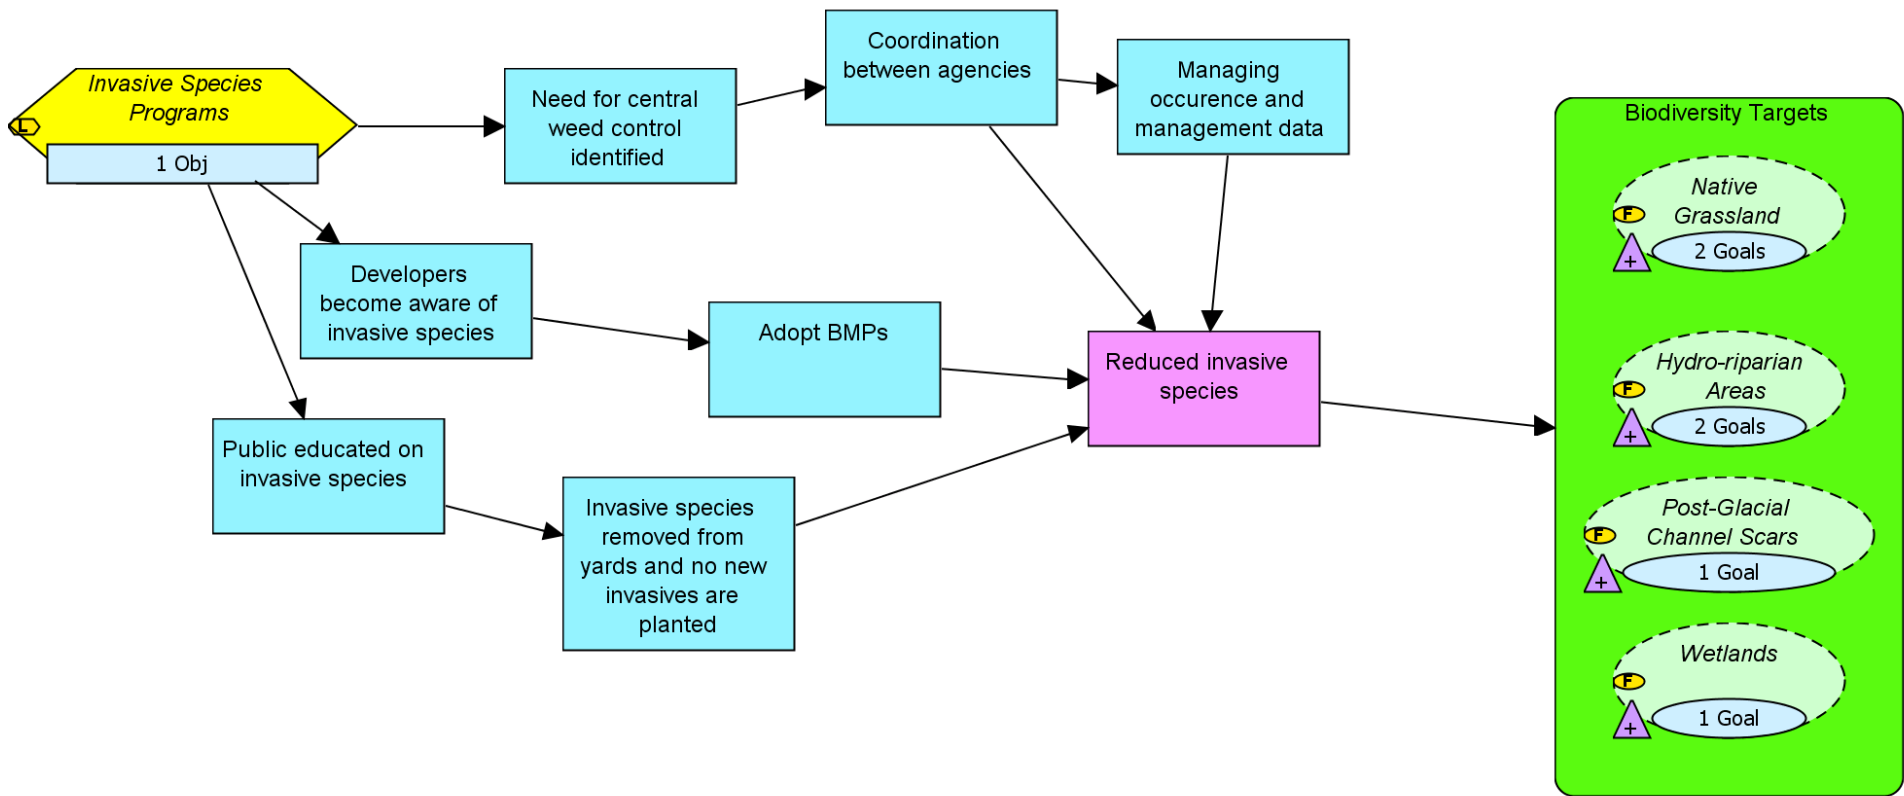 Invasive Species
Programs
L
1 Obj
Need for central
weed control
identified
Coordination
between agencies
Managing
occurence and
management data
Developers
become aware of
invasive species
Adopt BMPs
Reduced invasive
species
Public educated on
invasive species
Invasive species
removed from
yards and no new
invasives are
planted
Biodiversity Targets
Native
Grassland
F
+
2 Goals
Hydro-riparian
Areas
F
+
2 Goals
Post-Glacial
Channel Scars
F
+
1 Goal
Wetlands
F
+
1 Goal